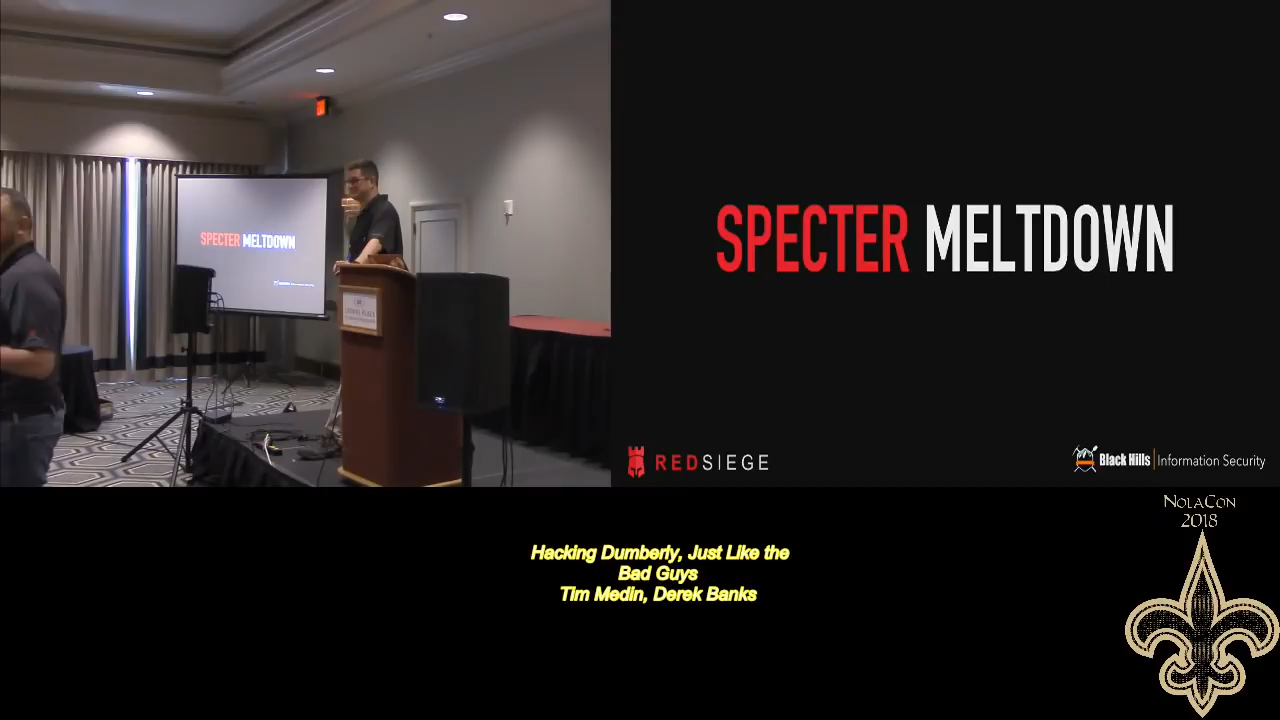 SPECTER MELTDOWN
SPECTER MELTDOWN
REDSIEGE
Black Hills | Information Security
NOLACON
2018
Hacking Dumberly, Just Like the
Bad Guys
Tim Medin, Derek Banks